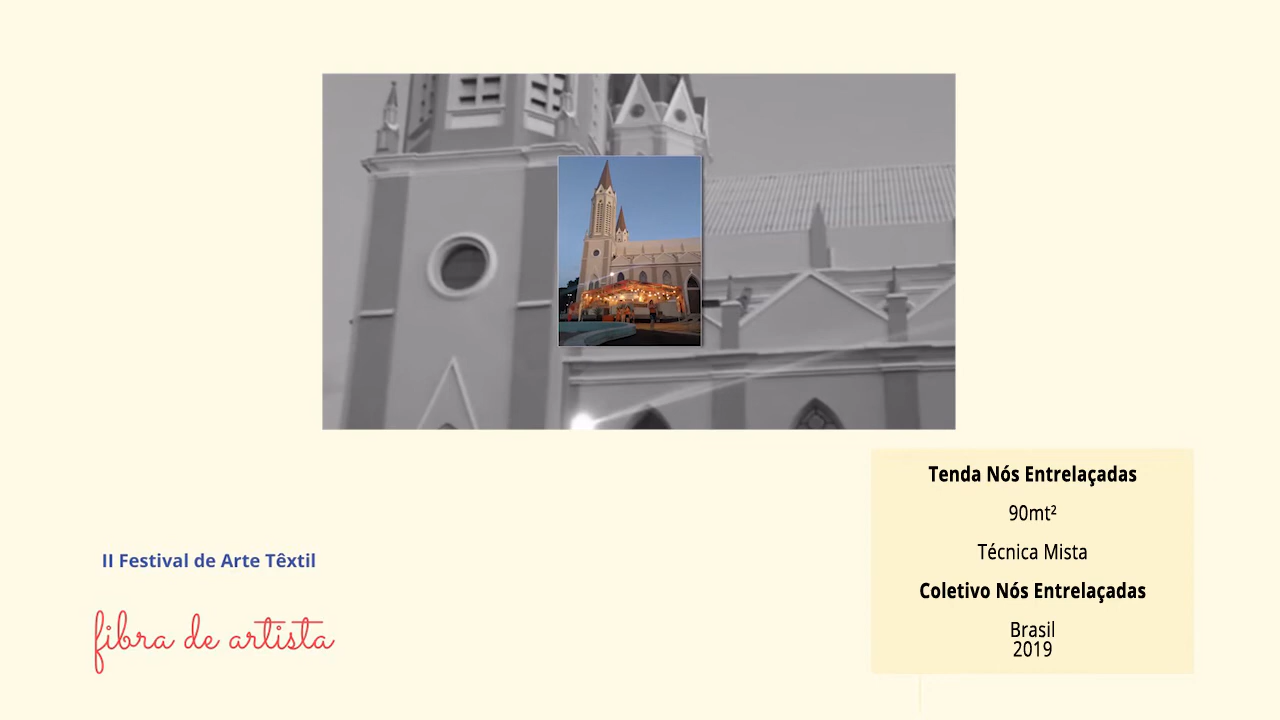 Tenda Nós Entrelaçadas
90mt²
Técnica Mista
Coletivo Nós Entrelaçadas
Brasil
2019
II Festival de Arte Têxtil
fibra de artista